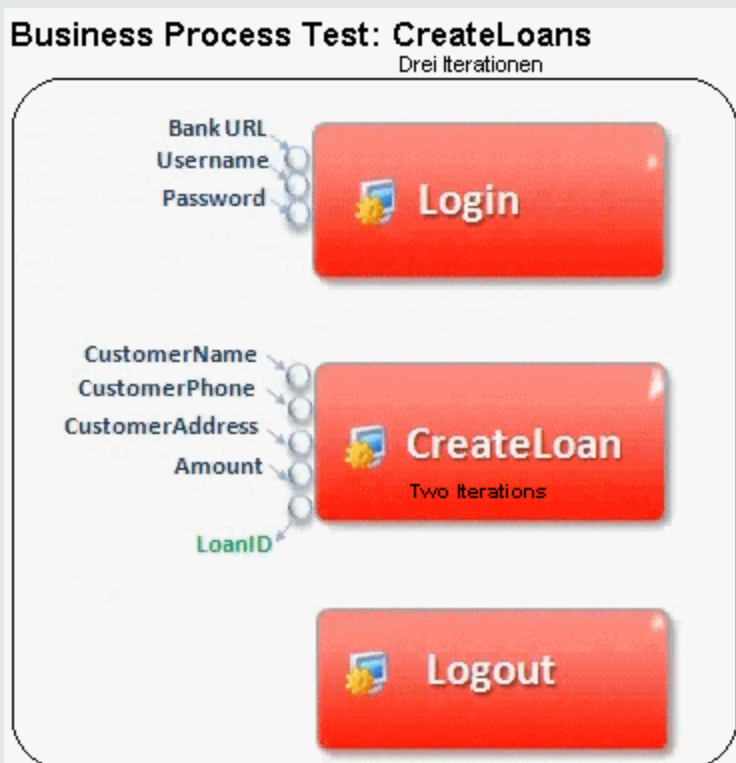 Business Process Test: CreateLoans
Drei Iterationen
Bank URL
Username
Password
Login
CustomerName
CustomerPhone
CustomerAddress
Amount
LoanID
CreateLoan
Two Iterations
Logout